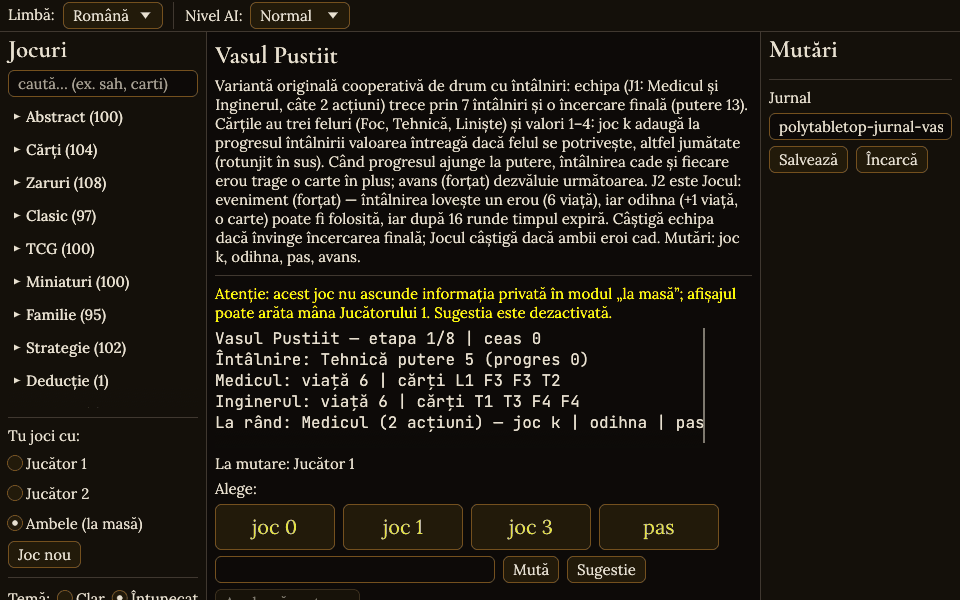 Limbă: Română ▼ Nivel AI: Normal ▼
Jocuri
caută... (ex. sah, carti)
▸ Abstract (100)
▸ Cărți (104)
▸ Zaruri (108)
▸ Clasic (97)
▸ TCG (100)
▸ Miniaturi (100)
▸ Familie (95)
▸ Strategie (102)
▸ Deducție (1)
Tu joci cu:
Jucător 1
Jucător 2
Ambele (la masă)
Joc nou
Temă: Clar Întunecat
Vasul Pustiit
Variantă originală cooperativă de drum cu întâlniri: echipa (J1: Medicul și
Inginerul, câte 2 acțiuni) trece prin 7 întâlniri și o încercare finală (putere 13).
Cărțile au trei feluri (Foc, Tehnică, Liniște) și valori 1–4: joc k adaugă la
progresul întâlnirii valoarea întreagă dacă felul se potrivește, altfel jumătate
(rotunjit în sus). Când progresul ajunge la putere, întâlnirea cade și fiecare
erou trage o carte în plus; avans (forțat) dezvăluie următoarea. J2 este Jocul:
eveniment (forțat) — întâlnirea lovește un erou (6 viață), iar odihna (+1 viață,
o carte) poate fi folosită, iar după 16 runde timpul expiră. Câștigă echipa
dacă învinge încercarea finală; Jocul câștigă dacă ambii eroi cad. Mutări: joc
k, odihna, pas, avans.
Atenție: acest joc nu ascunde informația privată în modul „la masă”; afișajul
poate arăta mâna Jucătorului 1. Sugestia este dezactivată.
Vasul Pustiit — etapa 1/8 | ceas 0
Întâlnire: Tehnică putere 5 (progres 0)
Medicul: viață 6 | cărți L1 F3 F3 T2
Inginerul: viață 6 | cărți T1 T3 F4 F4
La rând: Medicul (2 acțiuni) — joc k | odihna | pas
La mutare: Jucător 1
Alege:
joc 0 joc 1 joc 3 pas
Mută Sugestie
Mutări
Jurnal
polytabletop-jurnal-vas
Salvează Încarcă